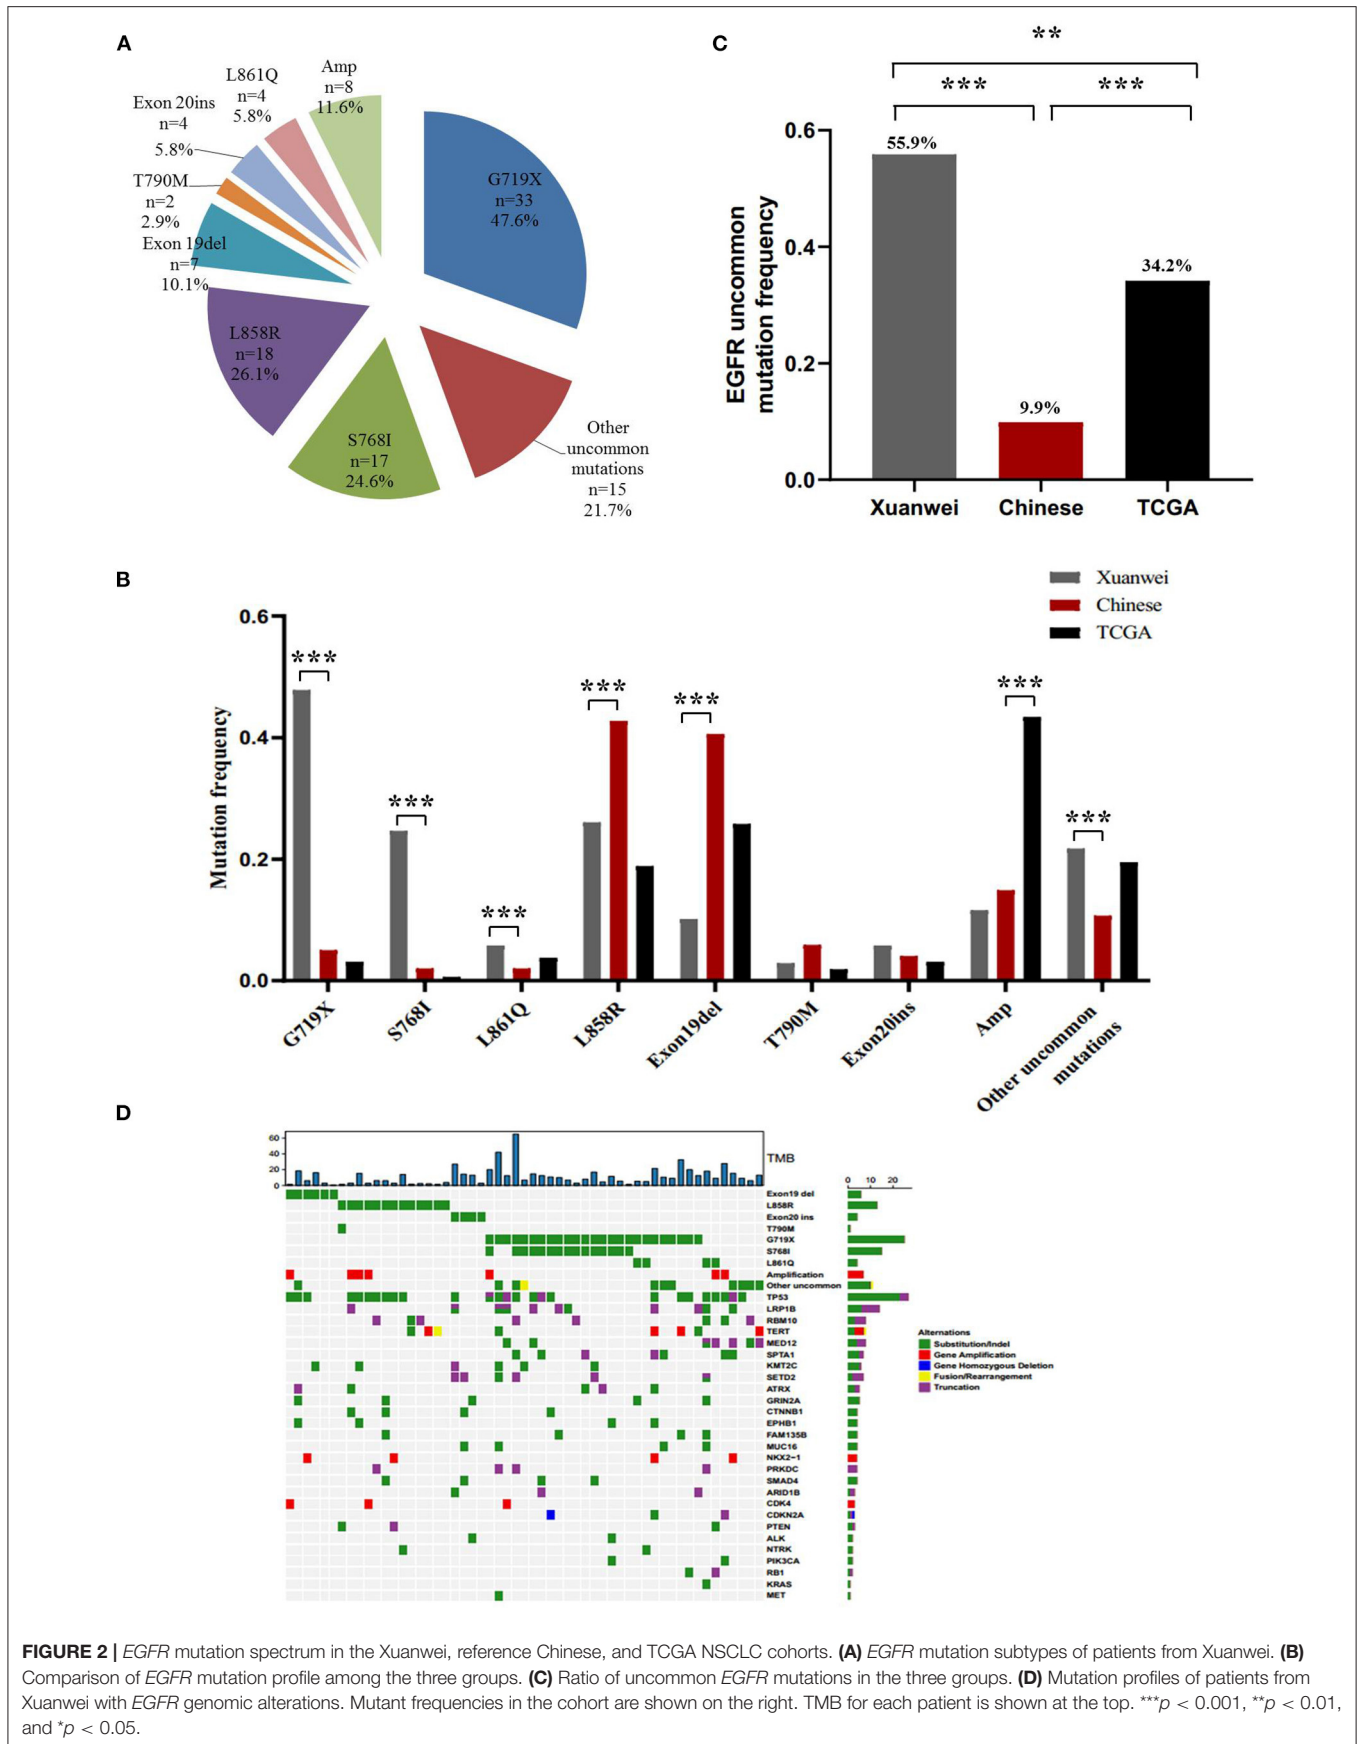 A
G719X
n=33
47.6%
Other
uncommon
mutations
n=15
21.7%
S768I
n=17
24.6%
L858R
n=18
26.1%
Exon 19del
n=7
10.1%
T790M
n=2
2.9%
Exon 20ins
n=4
5.8%
L861Q
n=4
5.8%
Amp
n=8
11.6%
C
**
*** ***
EGFR uncommon
mutation frequency
0.6
0.4
0.2
0.0
55.9%
9.9%
34.2%
Xuanwei Chinese TCGA
B
Xuanwei
Chinese
TCGA
Mutation frequency
0.6
0.4
0.2
0.0
***
***
***
***
***
***
***
G719X
S768I
L861Q
L858R
Exon19del
T790M
Exon20ins
Amp
Other uncommon
mutations
D
60
40
20
0
TMB
0 10 20
Exon19 del
L858R
Exon20 ins
T790M
G719X
S768I
L861Q
Amplification
Other uncommon
TP53
LRP1B
RBM10
TERT
MED12
SPTA1
KMT2C
SETD2
ATRX
GRIN2A
CTNNB1
EPHB1
FAM135B
MUC16
NKX2-1
PRKDC
SMAD4
ARID1B
CDK4
CDKN2A
PTEN
ALK
NTRK
PIK3CA
RB1
KRAS
MET
Alternations
Substitution/Indel
Gene Amplification
Gene Homozygous Deletion
Fusion/Rearrangement
Truncation
FIGURE 2 | EGFR mutation spectrum in the Xuanwei, reference Chinese, and TCGA NSCLC cohorts. (A) EGFR mutation subtypes of patients from Xuanwei. (B)
Comparison of EGFR mutation profile among the three groups. (C) Ratio of uncommon EGFR mutations in the three groups. (D) Mutation profiles of patients from
Xuanwei with EGFR genomic alterations. Mutant frequencies in the cohort are shown on the right. TMB for each patient is shown at the top. ***p < 0.001, **p < 0.01,
and *p < 0.05.